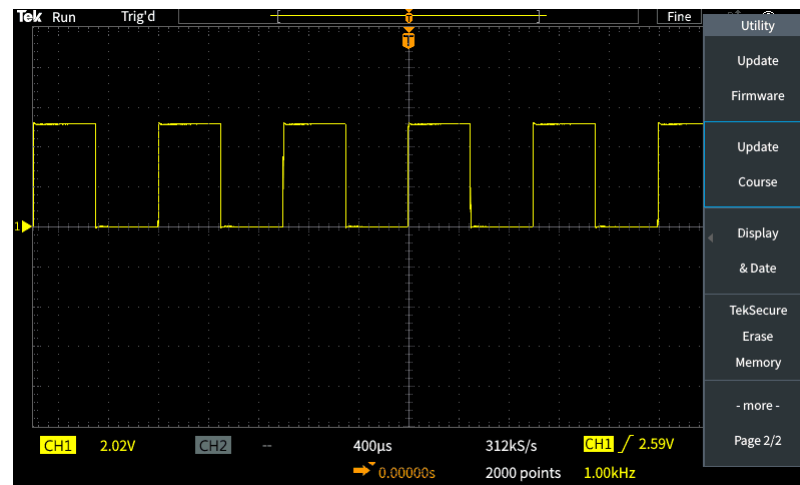 Tek Run Trig'd Fine
T
T
Utility
Update
Firmware
Update
Course
Display
& Date
TekSecure
Erase
Memory
- more -
Page 2/2
1
CH1 2.02V CH2 -- 400µs 312kS/s CH1 2.59V
0.00000s 2000 points 1.00kHz